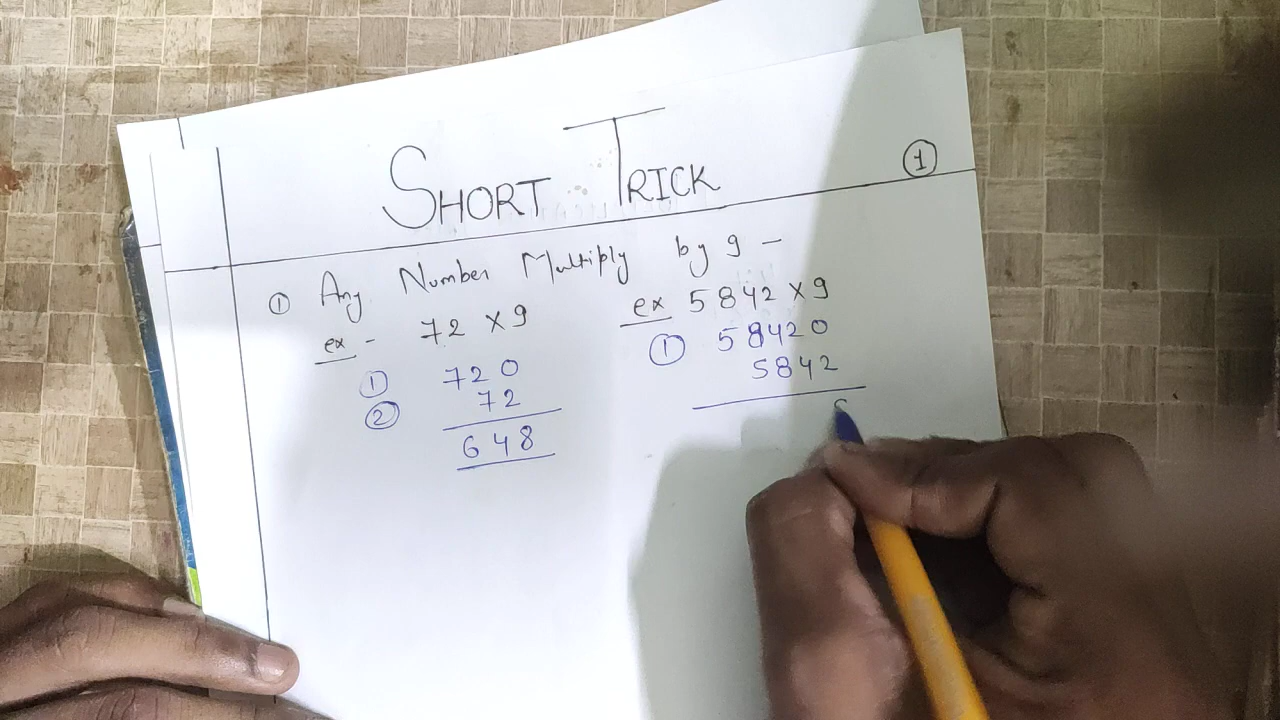 SHORT TRICK
①
① Any Number Multiply by 9 –
ex - 72 × 9
① 720
② 72
648
ex 5842 × 9
① 58420
5842